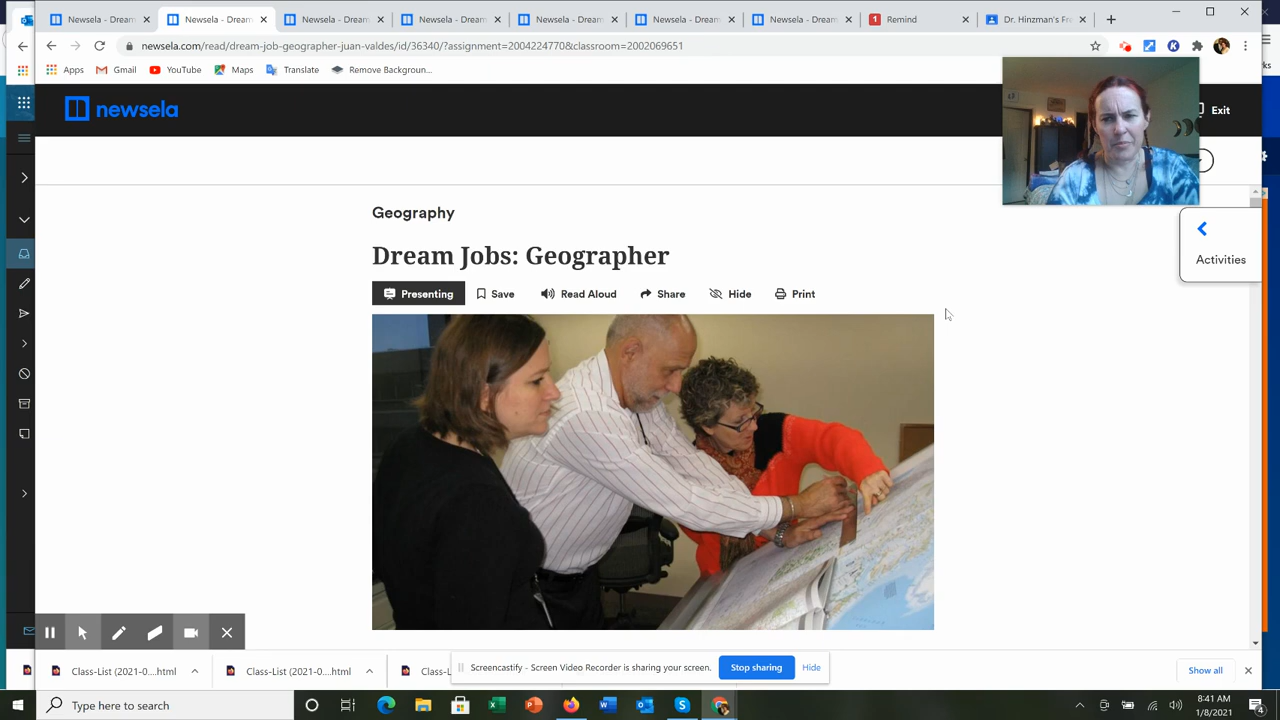 Newsela - Dream
Newsela - Dream
Newsela - Dream
Newsela - Dream
Newsela - Dream
Newsela - Dream
Newsela - Dream
1 Remind
Dr. Hinzman's Fre
newsela.com/read/dream-job-geographer-juan-valdes/id/36340/?assignment=2004224770&classroom=2002069651
Apps
Gmail
YouTube
Maps
Translate
Remove Backgroun...
newsela
Exit
Geography
Activities
Dream Jobs: Geographer
Presenting
Save
Read Aloud
Share
Hide
Print
Class-List (2021-0....html
Class-List (2021-0....html
Class-L
Screencastify - Screen Video Recorder is sharing your screen.
Stop sharing
Hide
Show all
Type here to search
8:41 AM
1/8/2021
4